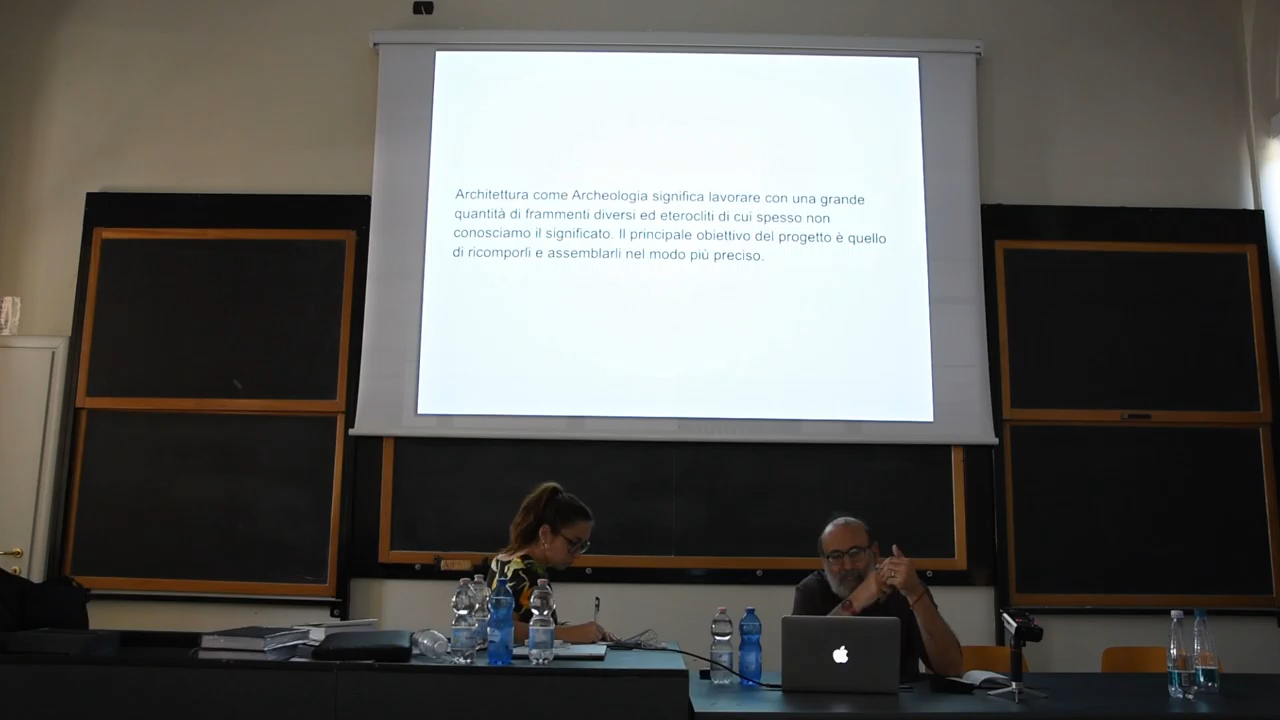 Architettura come Archeologia significa lavorare con una grande
quantità di frammenti diversi ed eterocliti di cui spesso non
conosciamo il significato. Il principale obiettivo del progetto è quello
di ricomporli e assemblarli nel modo più preciso.